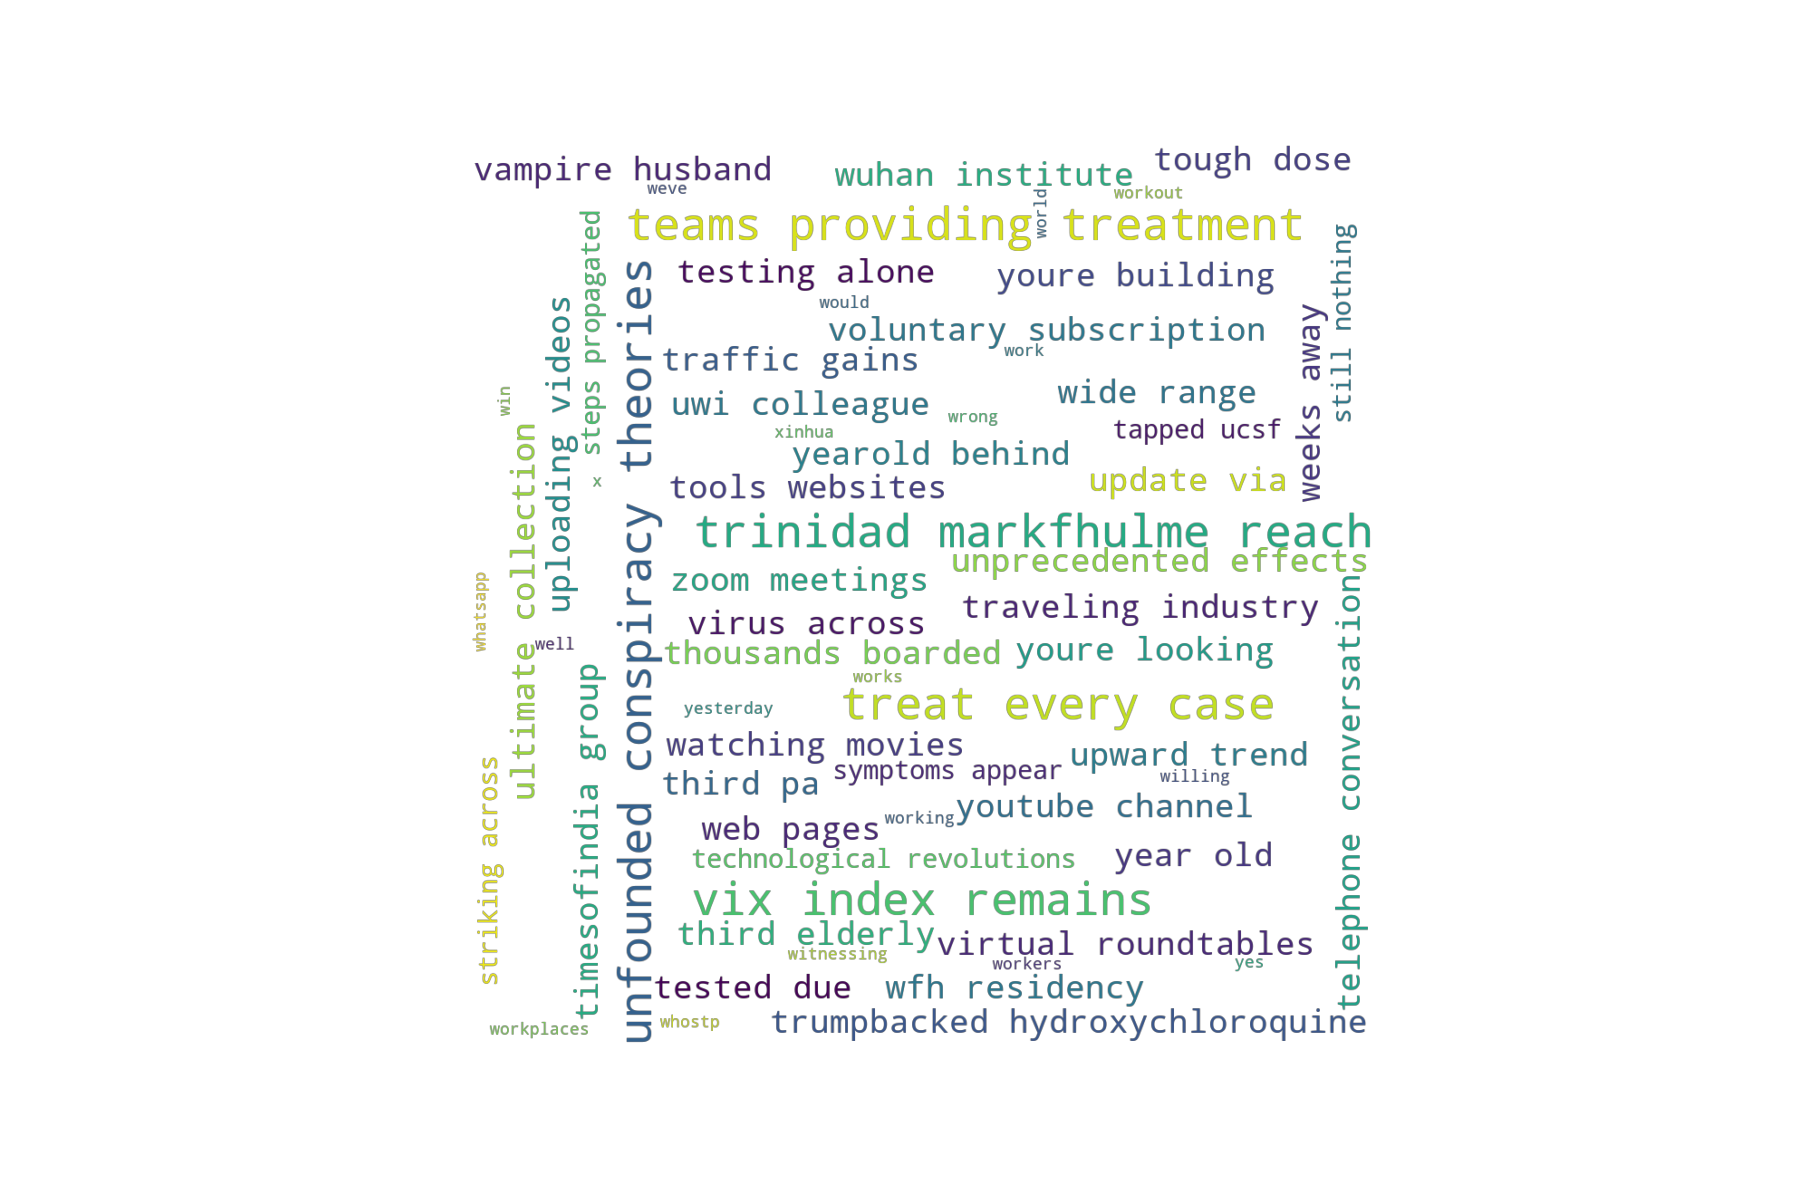 vampire husband
wuhan institute
tough dose
weve
world
workout
teams providing treatment
steps propagated
still nothing
testing alone
youre building
unfounded conspiracy theories
uploading videos
would
voluntary subscription
weeks away
traffic gains
work
win
uwi colleague
wide range
wrong
ultimate collection
xinhua
tapped ucsf
yearold behind
x
tools websites
update via
trinidad markfhulme reach
unprecedented effects
whatsapp
zoom meetings
telephone conversation
traveling industry
virus across
well
thousands boarded
youre looking
timesofindia group
works
treat every case
yesterday
watching movies
upward trend
striking across
symptoms appear
third pa
willing
youtube channel
working
web pages
technological revolutions
year old
vix index remains
third elderly
virtual roundtables
witnessing
workers
yes
tested due
wfh residency
workplaces
whostp
trumpbacked hydroxychloroquine